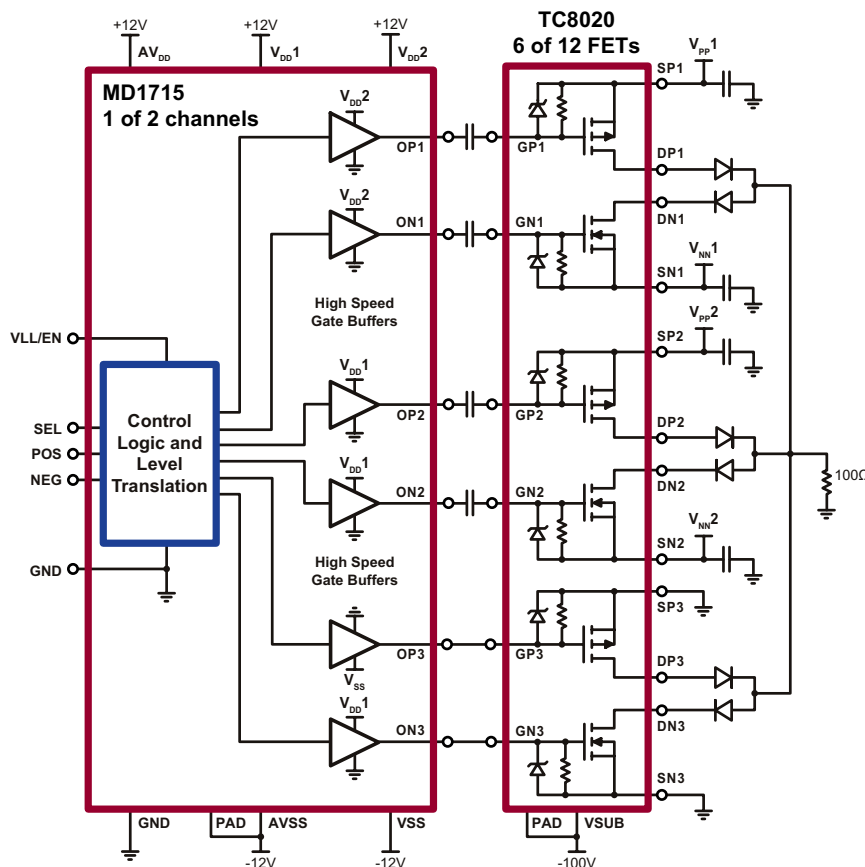 TC8020
6 of 12 FETs
+12V
+12V
+12V
AVDD
VDD1
VDD2
MD1715
1 of 2 channels
VDD2
OP1
GP1
SP1
VPP1
DP1
VDD2
ON1
GN1
DN1
SN1
VNN1
High Speed
Gate Buffers
VPP2
SP2
VLL/EN
VDD1
OP2
GP2
DP2
Control
Logic and
Level
Translation
SEL
POS
NEG
VDD1
ON2
GN2
DN2
100Ω
SN2
VNN2
High Speed
Gate Buffers
GND
SP3
OP3
GP3
VSS
DP3
VDD1
ON3
GN3
DN3
SN3
GND
PAD
AVSS
VSS
PAD
VSUB
-12V
-12V
-100V